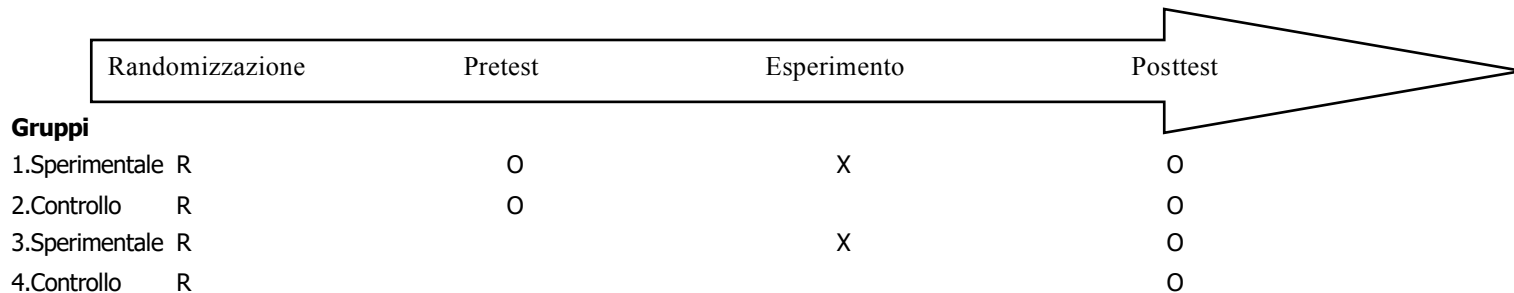 Randomizzazione Pretest Esperimento Posttest
Gruppi
1.Sperimentale R O X O
2.Controllo R O O
3.Sperimentale R X O
4.Controllo R O